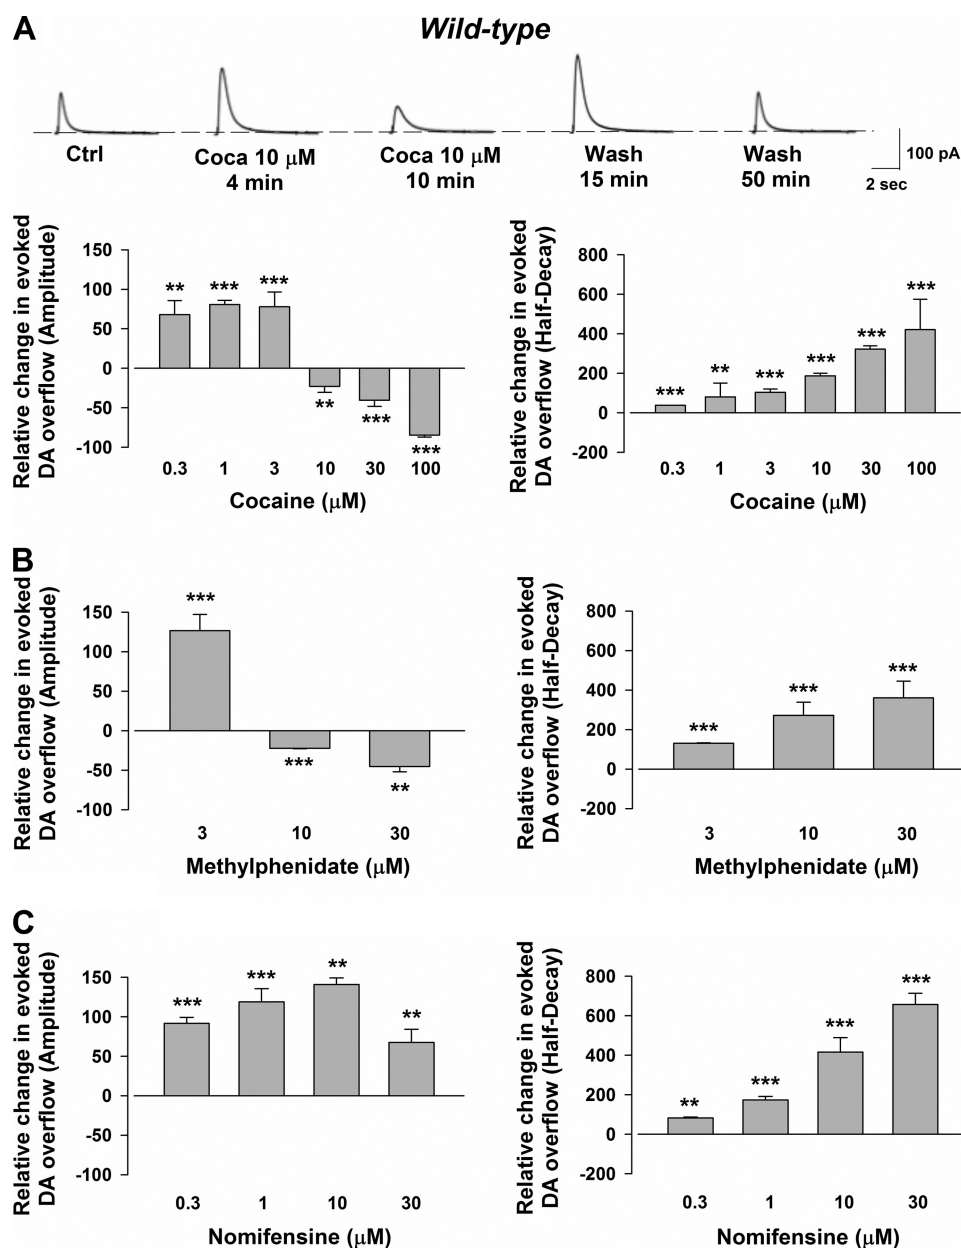 A
Wild-type
Ctrl
Coca 10 μM
4 min
Coca 10 μM
10 min
Wash
15 min
Wash
50 min
100 pA
2 sec
Relative change in evoked
DA overflow (Amplitude)
150
100
50
0
-50
-100
**
***
***
**
***
***
0.3 1 3 10 30 100
Cocaine (μM)
Relative change in evoked
DA overflow (Half-Decay)
800
600
400
200
0
-200
***
**
***
***
***
***
0.3 1 3 10 30 100
Cocaine (μM)
B
Relative change in evoked
DA overflow (Amplitude)
150
100
50
0
-50
-100
***
***
**
3 10 30
Methylphenidate (μM)
Relative change in evoked
DA overflow (Half-Decay)
800
600
400
200
0
-200
***
***
***
3 10 30
Methylphenidate (μM)
C
Relative change in evoked
DA overflow (Amplitude)
150
100
50
0
-50
-100
***
***
**
**
0.3 1 10 30
Nomifensine (μM)
Relative change in evoked
DA overflow (Half-Decay)
800
600
400
200
0
-200
**
***
***
***
0.3 1 10 30
Nomifensine (μM)